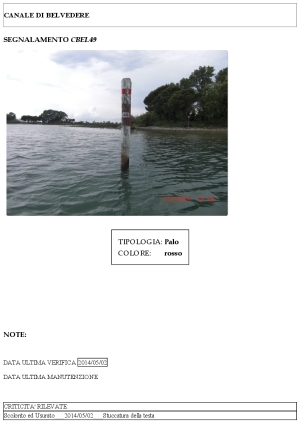 CANALE DI BELVEDERE
SEGNALAMENTO CBEL49
TIPOLOGIA: Palo
COLORE: rosso
NOTE:
DATA ULTIMA VERIFICA 2014/05/02
DATA ULTIMA MANUTENZIONE
CRITICITA' RILEVATE
Scolorito ed Usurato 2014/05/02 Stuccatura della testa